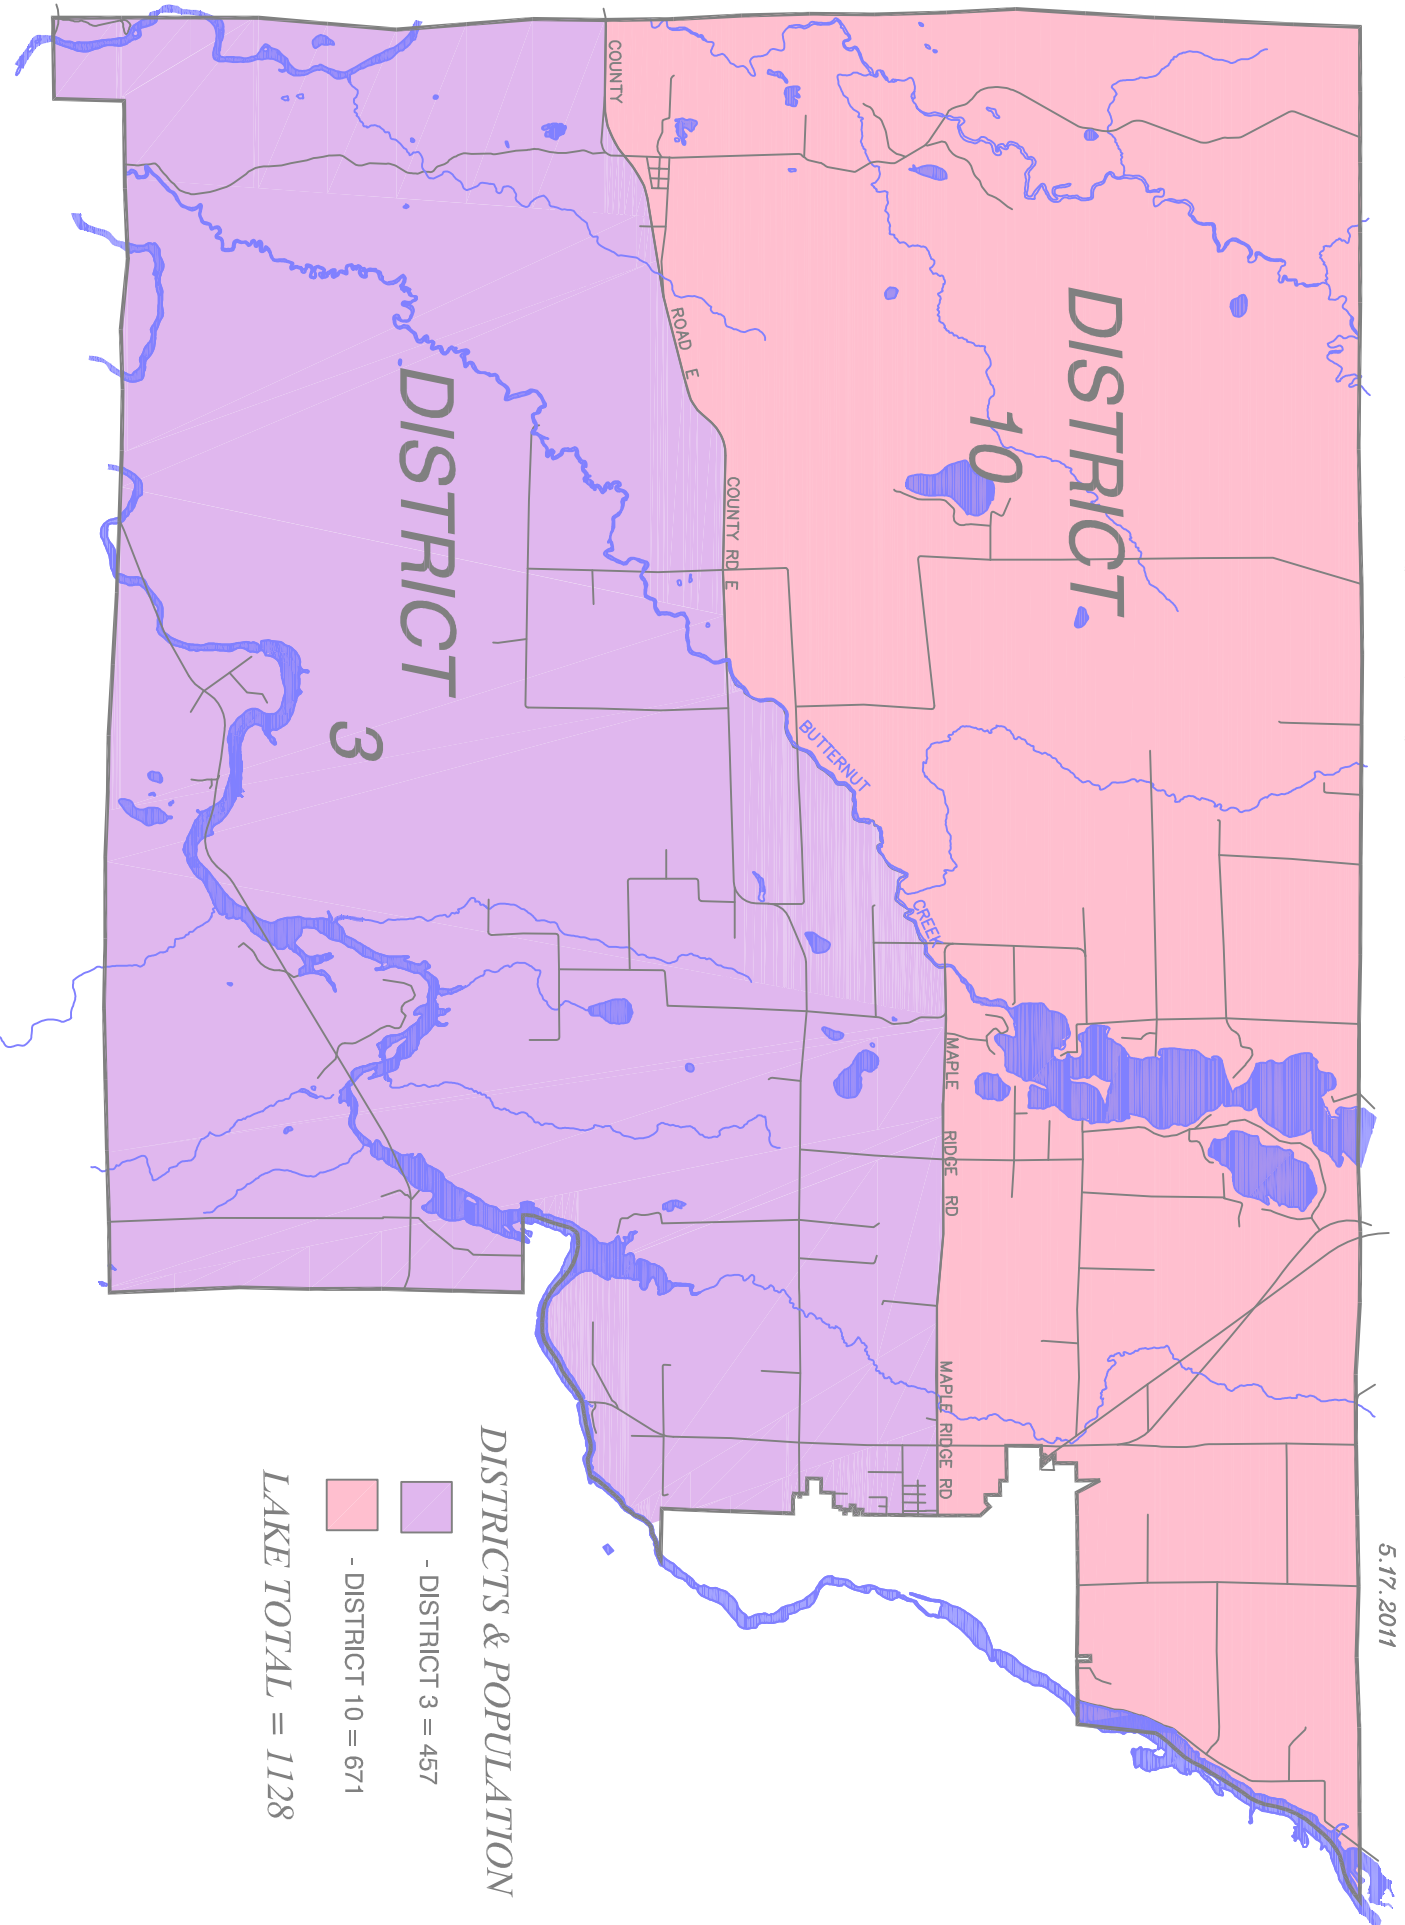 5.17.2011
DISTRICT
10
COUNTY
ROAD E
COUNTY RD E
BUTTERNUT
CREEK
MAPLE RIDGE RD
MAPLE RIDGE RD
DISTRICT
3
DISTRICTS & POPULATION
- DISTRICT 3 = 457
- DISTRICT 10 = 671
LAKE TOTAL = 1128